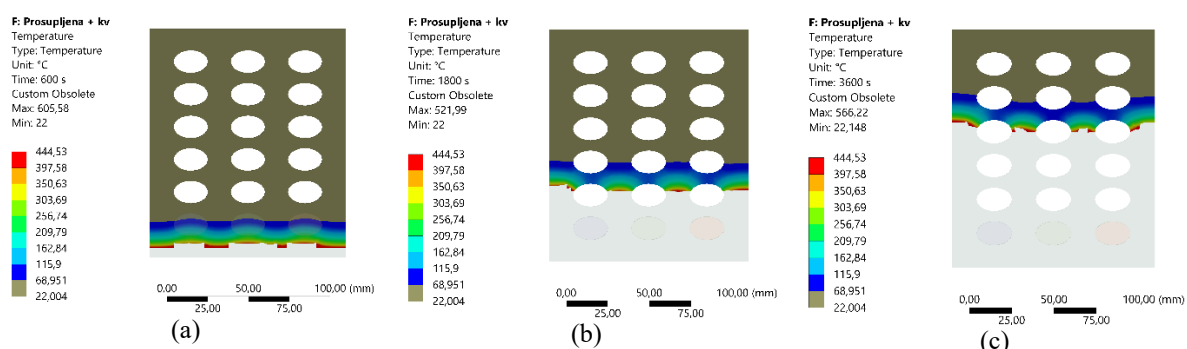 F: Prosupljena + kv
Temperature
Type: Temperature
Unit: °C
Time: 600 s
Custom Obsolete
Max: 605,58
Min: 22
444,53
397,58
350,63
303,69
256,74
209,79
162,84
115,9
68,951
22,004
0,00 50,00 100,00 (mm)
25,00 75,00
(a)
F: Prosupljena + kv
Temperature
Type: Temperature
Unit: °C
Time: 1800 s
Custom Obsolete
Max: 521,99
Min: 22
444,53
397,58
350,63
303,69
256,74
209,79
162,84
115,9
68,951
22,004
0,00 50,00 100,00 (mm)
25,00 75,00
(b)
F: Prosupljena + kv
Temperature
Type: Temperature
Unit: °C
Time: 3600 s
Custom Obsolete
Max: 566,22
Min: 22,148
444,53
397,58
350,63
303,69
256,74
209,79
162,84
115,9
68,951
22,004
0,00 50,00 100,00 (mm)
25,00 75,00
(c)